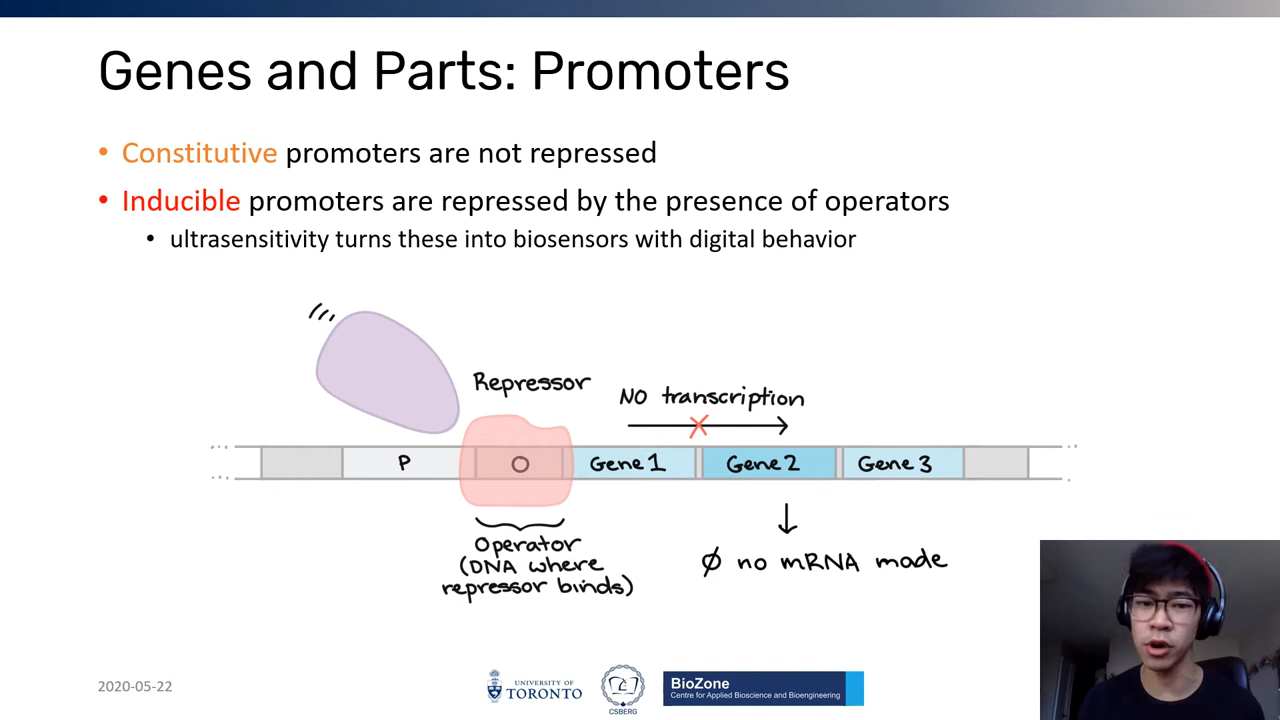 Genes and Parts: Promoters
• Constitutive promoters are not repressed
• Inducible promoters are repressed by the presence of operators
• ultrasensitivity turns these into biosensors with digital behavior
Repressor
NO transcription
P
O
Gene 1
Gene 2
Gene 3
Operator
(DNA where
repressor binds)
Ø no mRNA made
2020-05-22
UNIVERSITY OF
TORONTO
CSBERG
BioZone
Centre for Applied Bioscience and Bioengineering